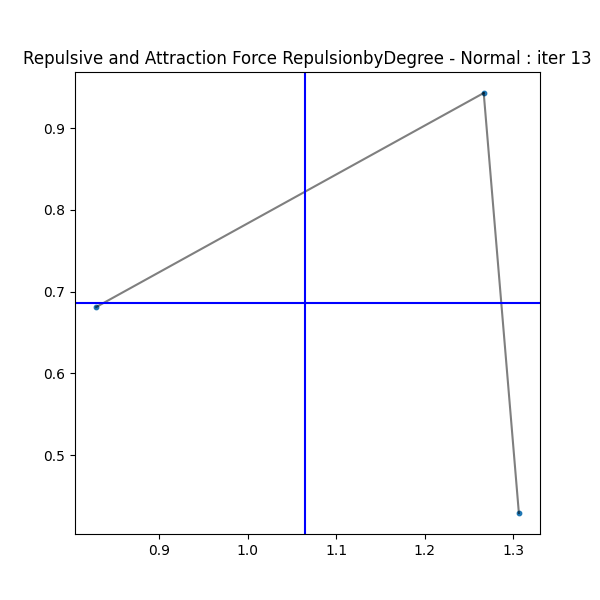 Repulsive and Attraction Force RepulsionbyDegree - Normal : iter 13
0.9
0.8
0.7
0.6
0.5
0.9 1.0 1.1 1.2 1.3